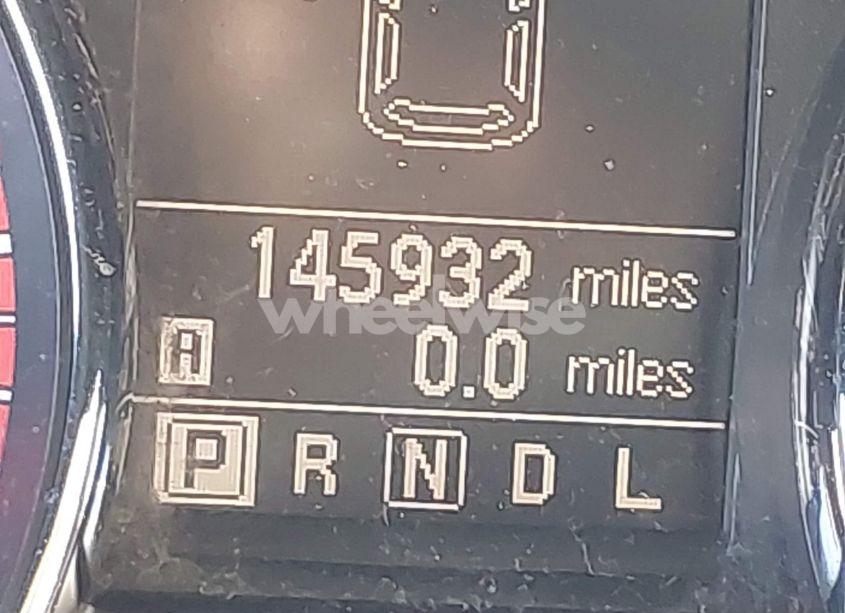 145932 miles
wheelwise
A 0.0 miles
P R N D L